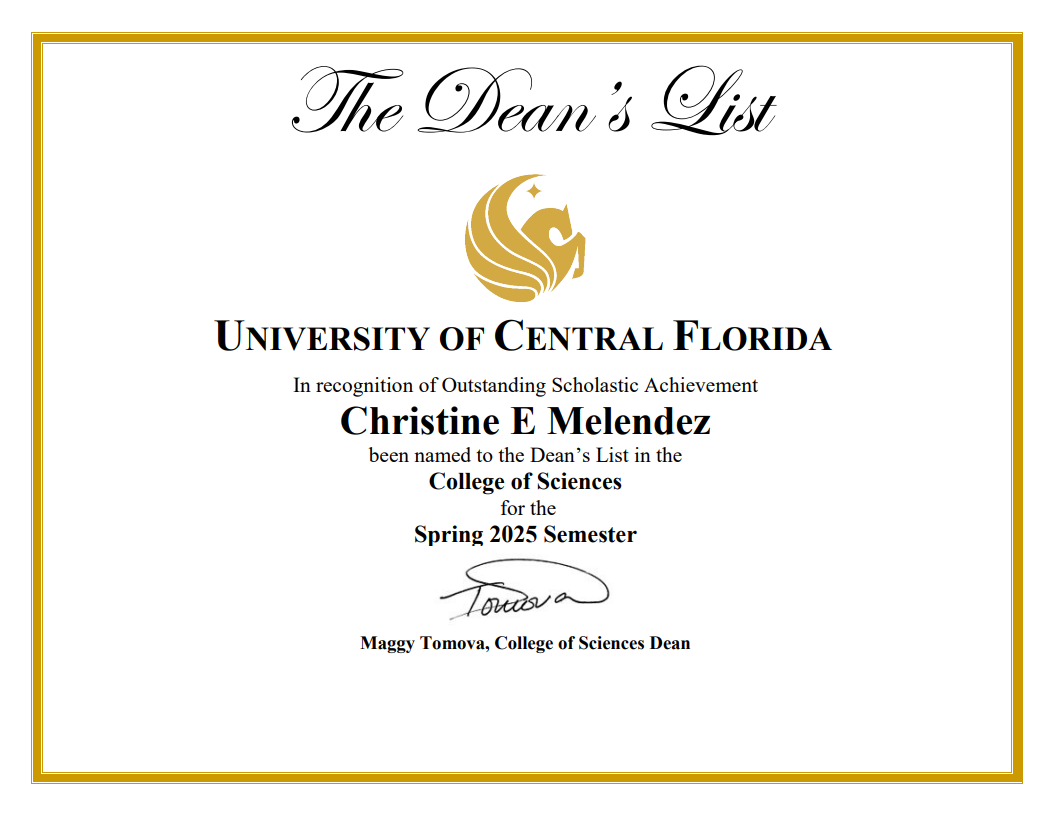 The Dean's List
UNIVERSITY OF CENTRAL FLORIDA
In recognition of Outstanding Scholastic Achievement
Christine E Melendez
been named to the Dean’s List in the
College of Sciences
for the
Spring 2025 Semester
Tomova
Maggy Tomova, College of Sciences Dean